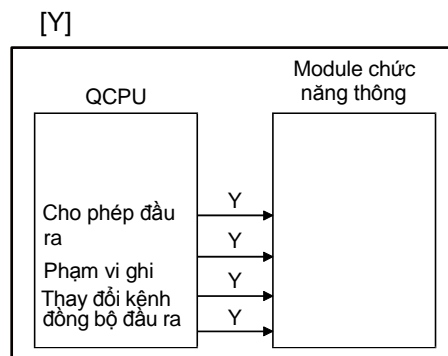 [Y]
Module chức
năng thông
QCPU
Y
Cho phép đầu
ra
Y
Phạm vi ghi
Y
Thay đổi kênh
đồng bộ đầu ra
Y